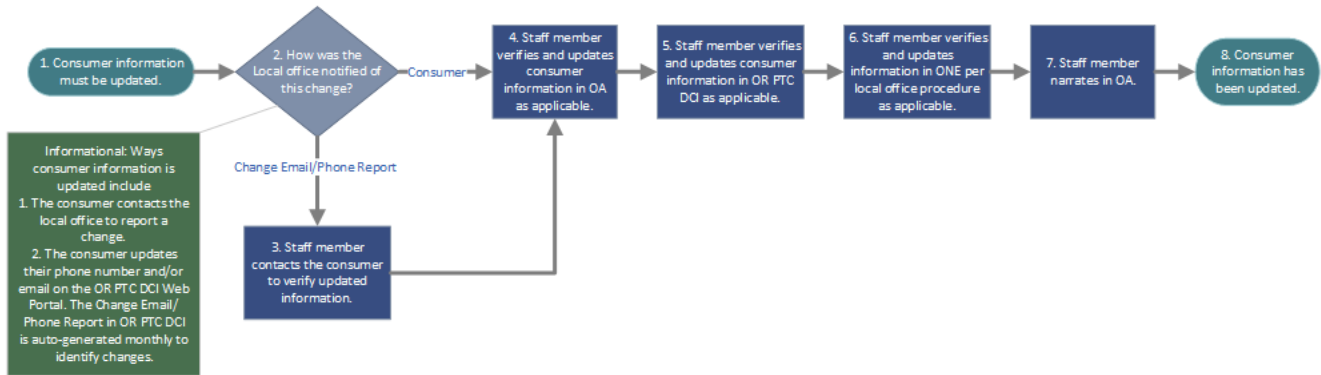 1. Consumer information
must be updated.
2. How was the
Local office notified of
this change?
Consumer
4. Staff member
verifies and updates
consumer
information in OA
as applicable.
5. Staff member verifies
and updates consumer
information in OR PTC
DCI as applicable.
6. Staff member verifies
and updates
information in ONE per
local office procedure
as applicable.
7. Staff member
narrates in OA.
8. Consumer
information has
been updated.
Informational: Ways
consumer information is
updated include
1. The consumer contacts the
local office to report a
change.
2. The consumer updates
their phone number and/or
email on the OR PTC DCI Web
Portal. The Change Email/
Phone Report in OR PTC DCI
is auto-generated monthly to
identify changes.
Change Email/Phone Report
3. Staff member
contacts the consumer
to verify updated
information.